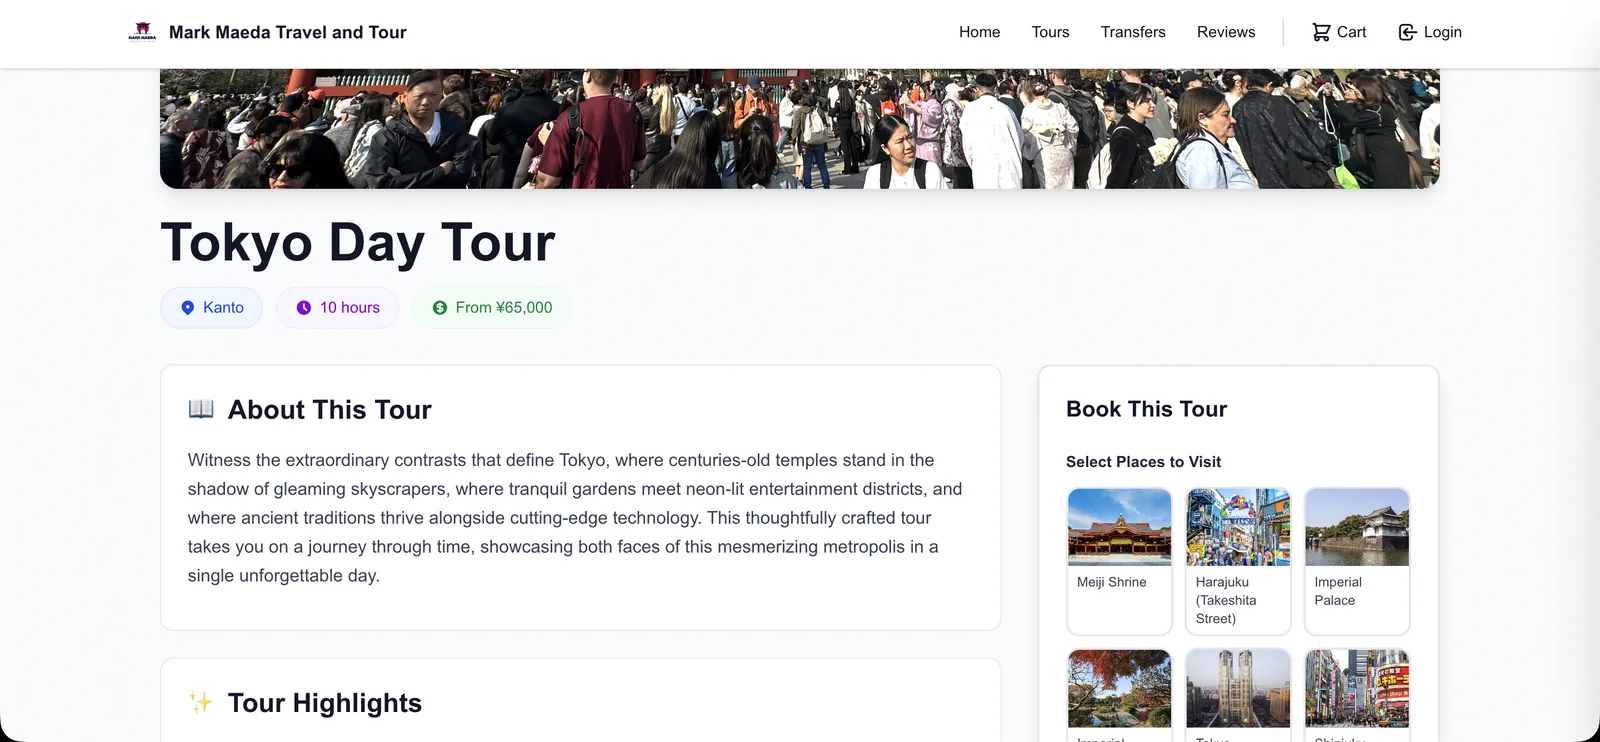 MARK MAEDA
Mark Maeda Travel and Tour
Home
Tours
Transfers
Reviews
Cart
Login
Tokyo Day Tour
Kanto
10 hours
From ¥65,000
About This Tour
Witness the extraordinary contrasts that define Tokyo, where centuries-old temples stand in the
shadow of gleaming skyscrapers, where tranquil gardens meet neon-lit entertainment districts, and
where ancient traditions thrive alongside cutting-edge technology. This thoughtfully crafted tour
takes you on a journey through time, showcasing both faces of this mesmerizing metropolis in a
single unforgettable day.
Tour Highlights
Book This Tour
Select Places to Visit
Meiji Shrine
Harajuku
(Takeshita
Street)
Imperial
Palace
Imperial
Tokyo
Shinjuku